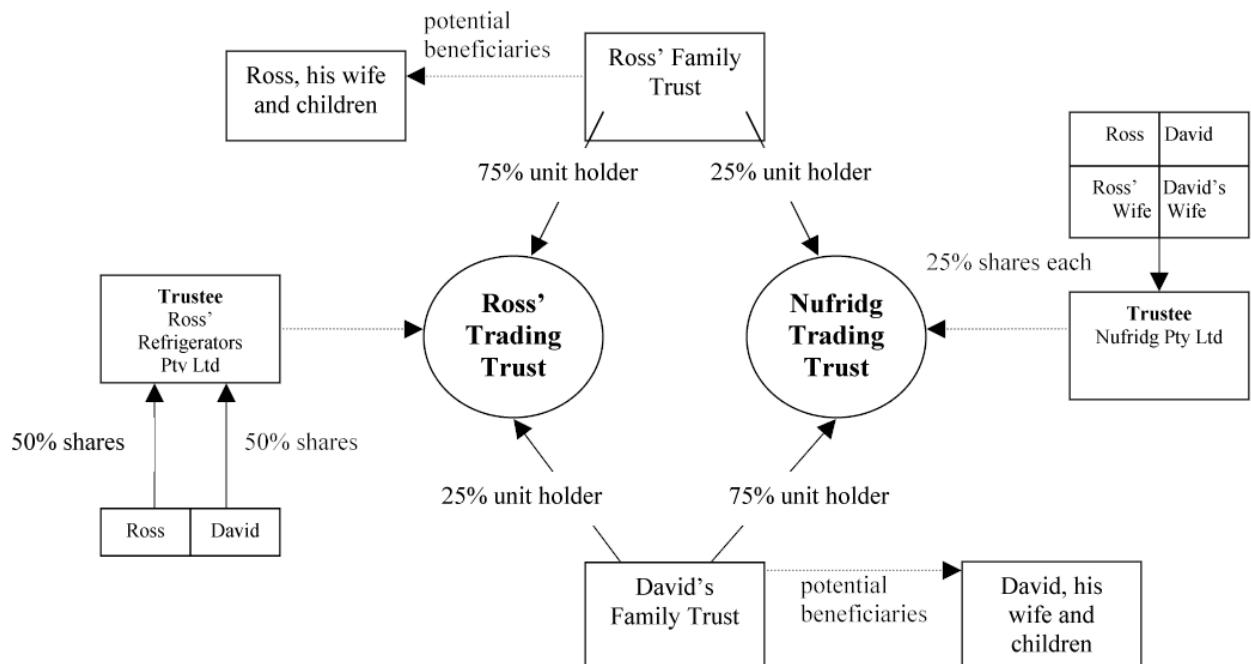 potential
beneficiaries
Ross, his wife
and children
Ross’ Family
Trust
75% unit holder
25% unit holder
Ross
David
Ross’
Wife
David’s
Wife
25% shares each
Trustee
Ross’
Refrigerators
Ptv Ltd
Ross’
Trading
Trust
Nufridg
Trading
Trust
Trustee
Nufridg Pty Ltd
50% shares
50% shares
Ross
David
25% unit holder
75% unit holder
David’s
Family Trust
potential
beneficiaries
David, his
wife and
children